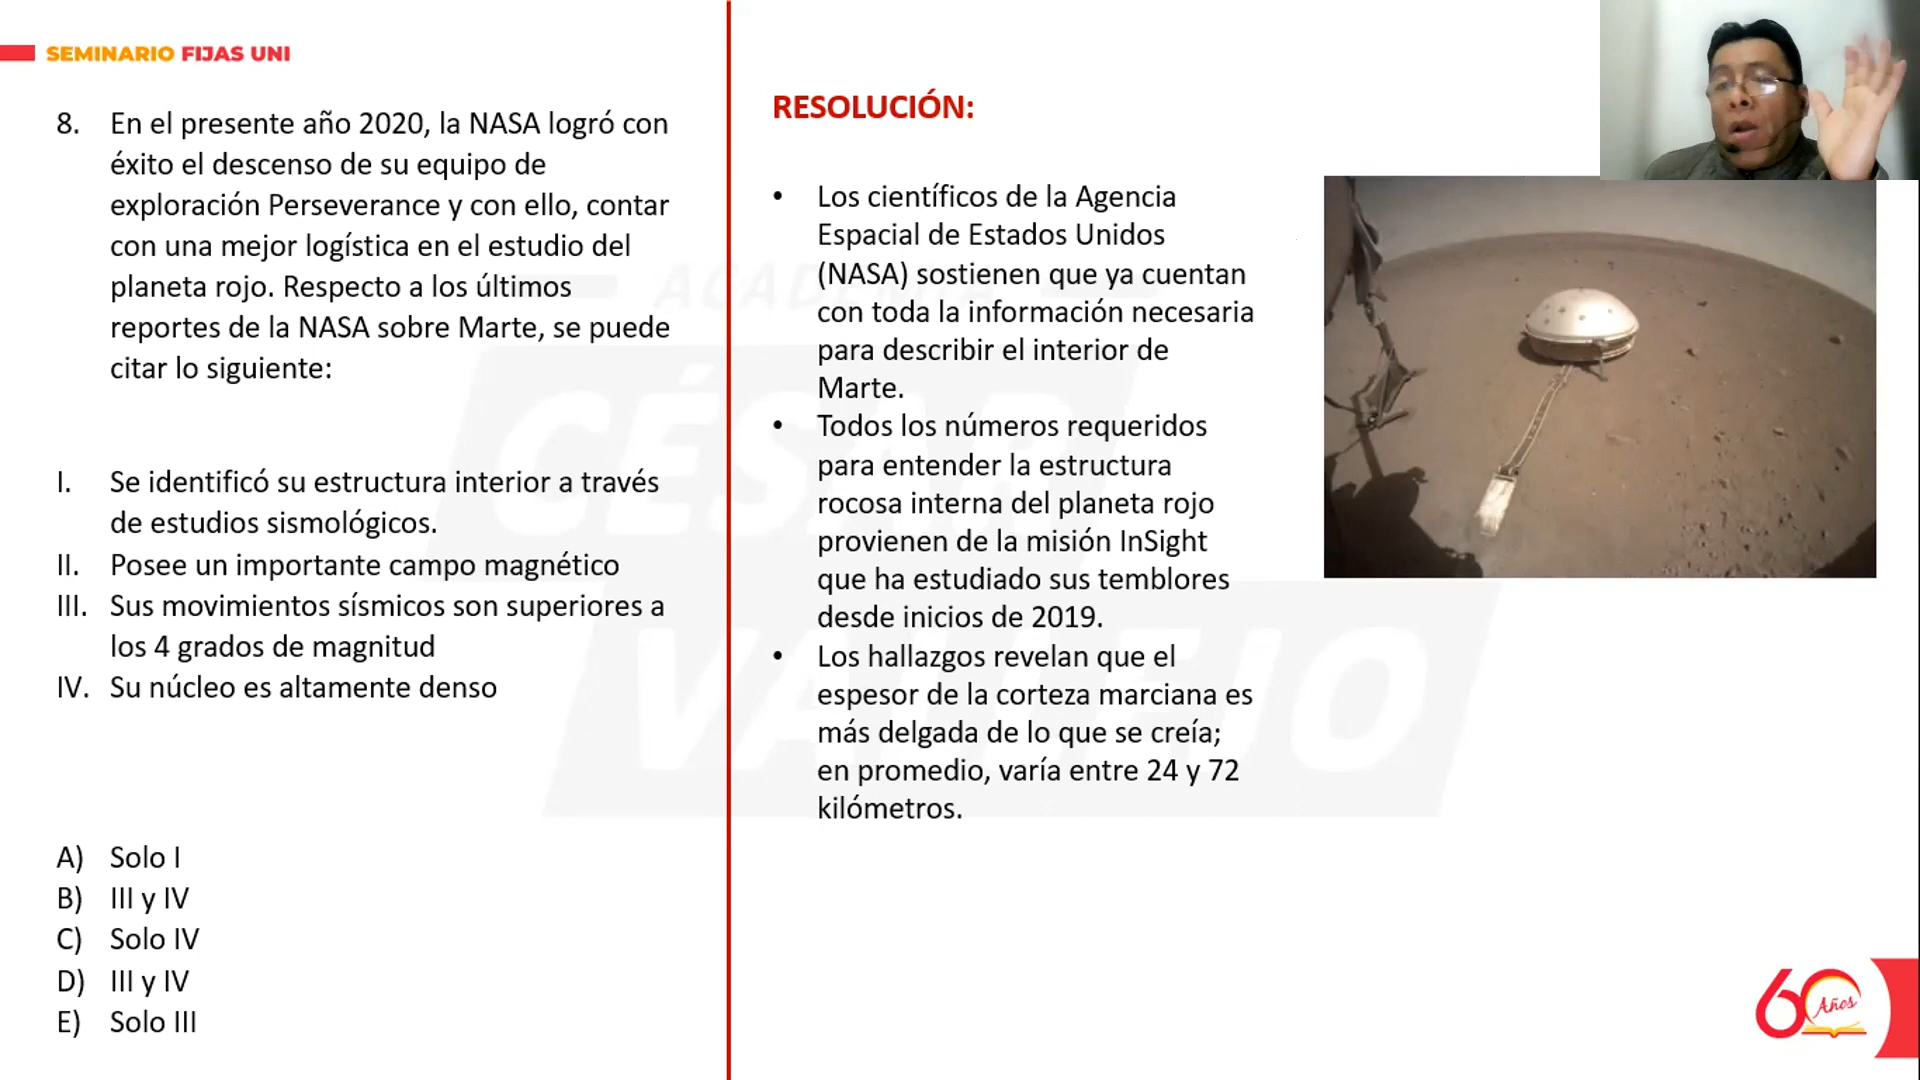 SEMINARIO FIJAS UNI
8. En el presente año 2020, la NASA logró con
éxito el descenso de su equipo de
exploración Perseverance y con ello, contar
con una mejor logística en el estudio del
planeta rojo. Respecto a los últimos
reportes de la NASA sobre Marte, se puede
citar lo siguiente:
I. Se identificó su estructura interior a través
de estudios sismológicos.
II. Posee un importante campo magnético
III. Sus movimientos sísmicos son superiores a
los 4 grados de magnitud
IV. Su núcleo es altamente denso
A) Solo I
B) III y IV
C) Solo IV
D) III y IV
E) Solo III
RESOLUCIÓN:
• Los científicos de la Agencia
Espacial de Estados Unidos
(NASA) sostienen que ya cuentan
con toda la información necesaria
para describir el interior de
Marte.
• Todos los números requeridos
para entender la estructura
rocosa interna del planeta rojo
provienen de la misión InSight
que ha estudiado sus temblores
desde inicios de 2019.
• Los hallazgos revelan que el
espesor de la corteza marciana es
más delgada de lo que se creía;
en promedio, varía entre 24 y 72
kilómetros.
ACADEMIA
CÉSAR
VALLEJO
60 Años